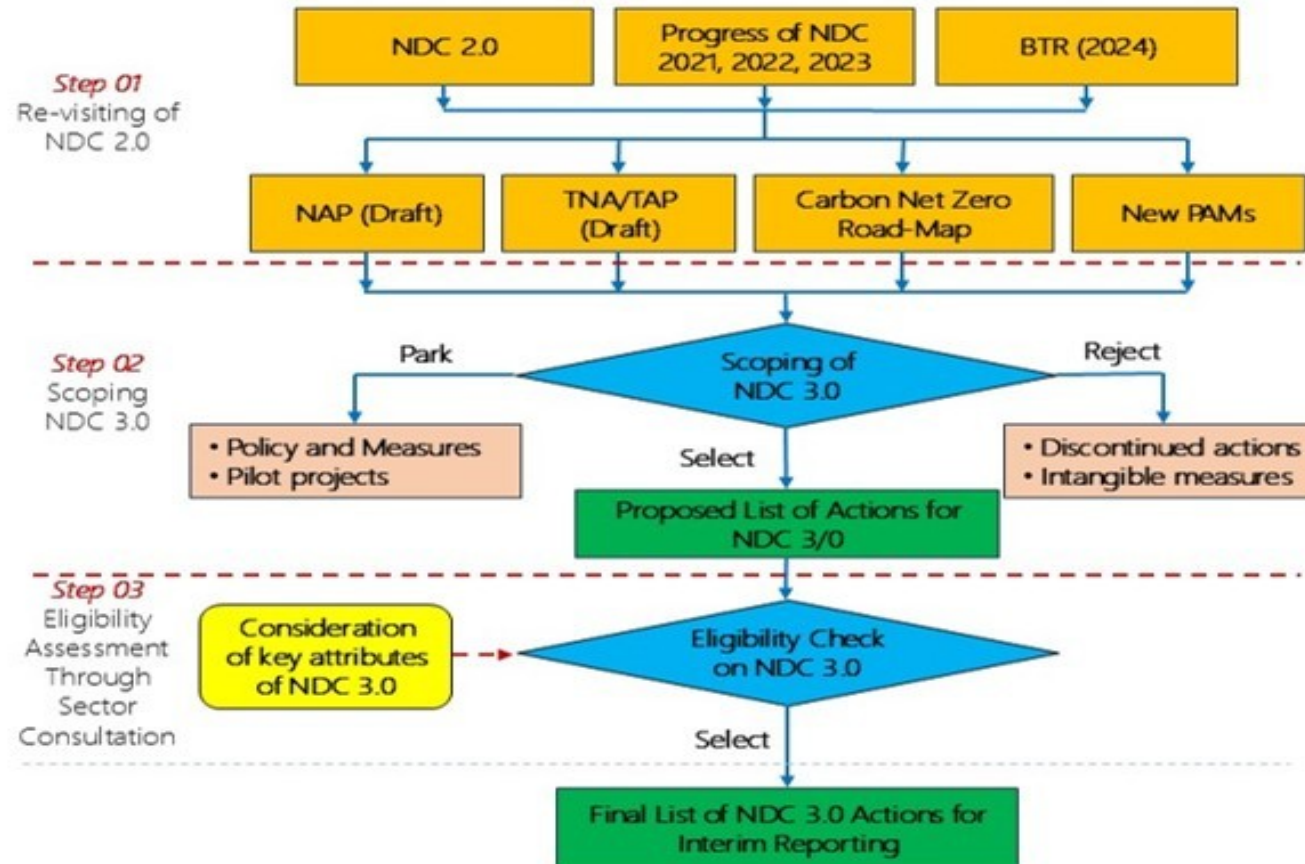 NDC 2.0
Progress of NDC
2021, 2022, 2023
BTR (2024)
Step 01
Re-visiting of
NDC 2.0
NAP (Draft)
TNA/TAP
(Draft)
Carbon Net Zero
Road-Map
New PAMs
Step 02
Scoping
NDC 3.0
Park
Scoping of
NDC 3.0
Reject
• Policy and Measures
• Pilot projects
Select
• Discontinued actions
• Intangible measures
Proposed List of Actions for
NDC 3/0
Step 03
Eligibility
Assessment
Through
Sector
Consultation
Consideration
of key attributes
of NDC 3.0
Eligibility Check
on NDC 3.0
Select
Final List of NDC 3.0 Actions for
Interim Reporting